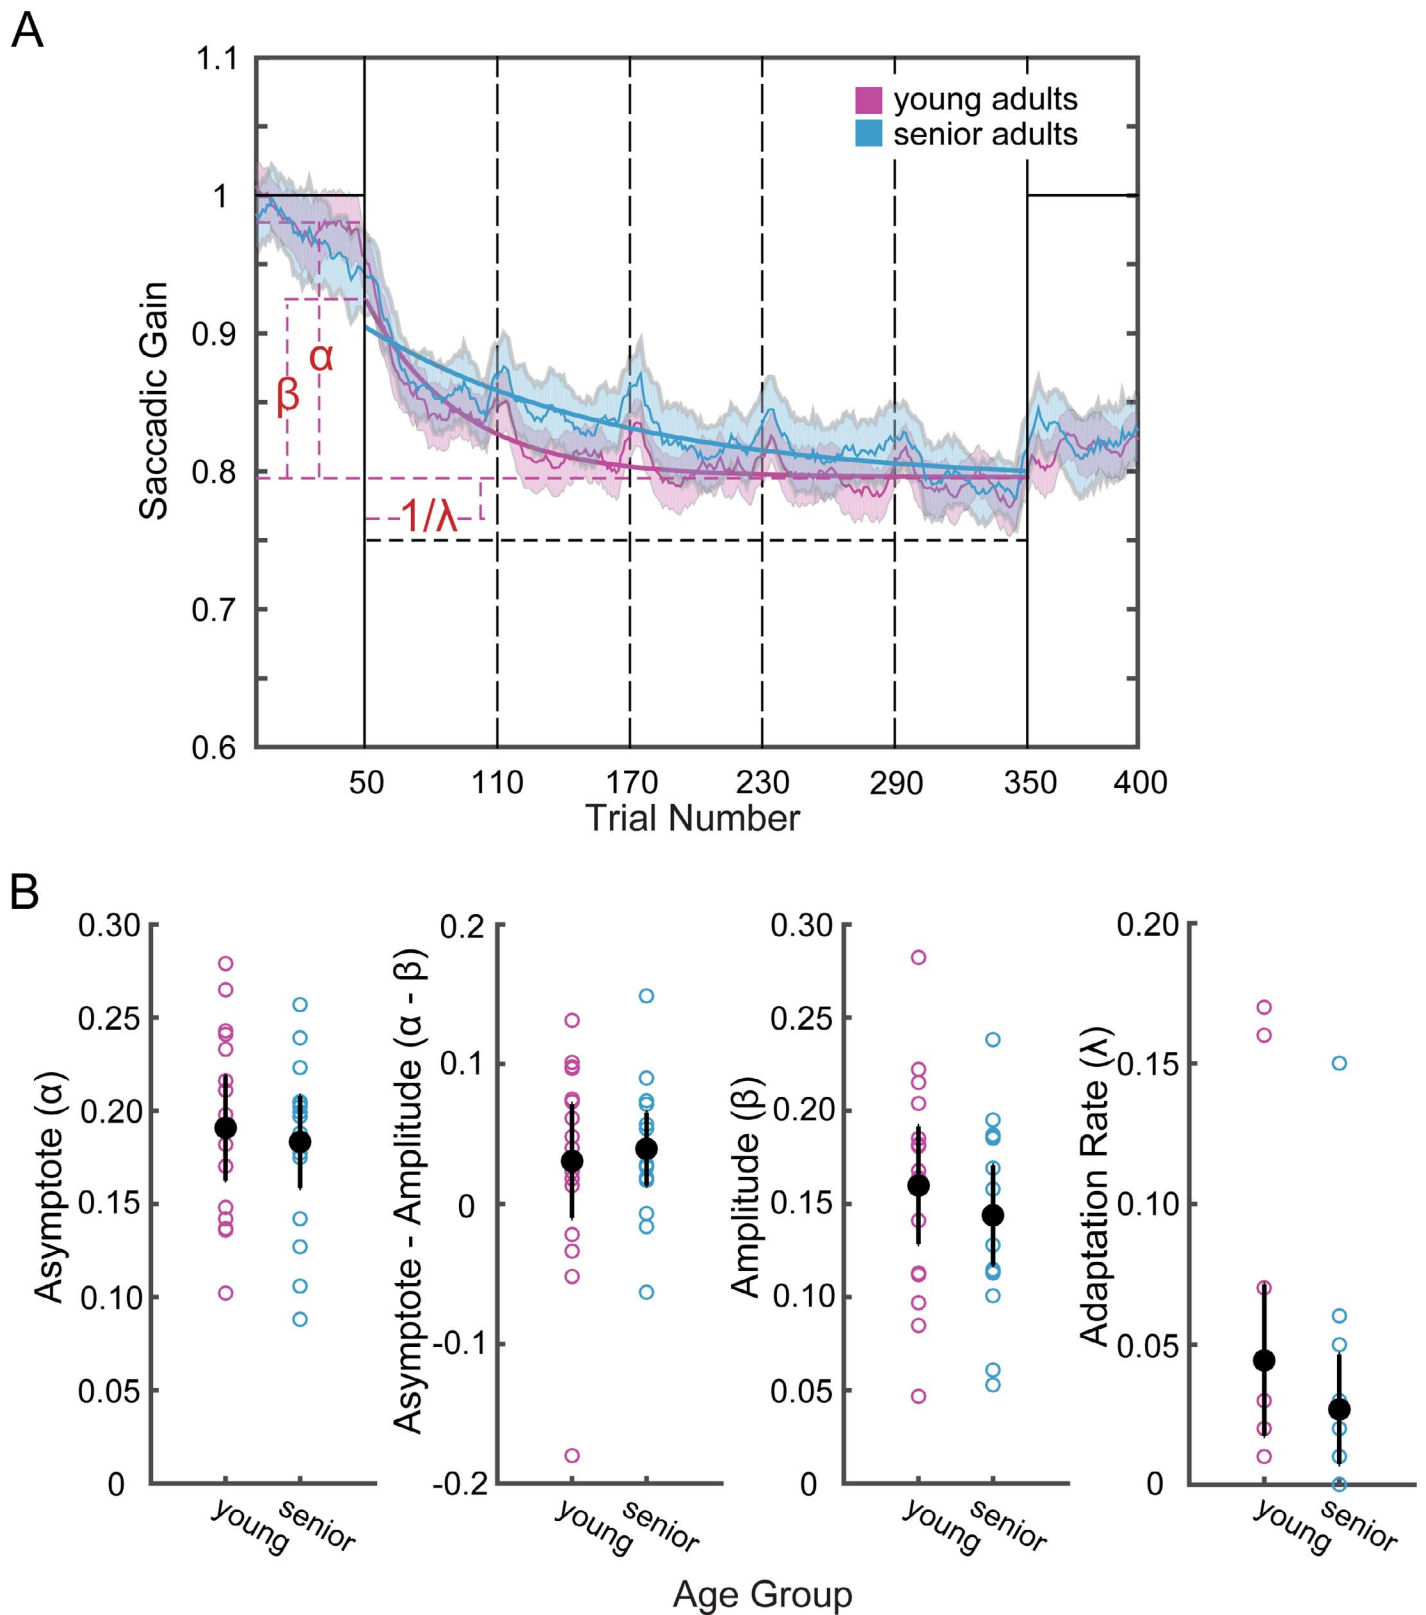 A
1.1
young adults
senior adults
1
0.9
α
β
0.8
1/λ
0.7
0.6
Saccadic Gain
50 110 170 230 290 350 400
Trial Number
B
0.30
0.25
0.20
0.15
0.10
0.05
0
Asymptote (α)
young senior
0.2
0.1
0
-0.1
-0.2
Asymptote - Amplitude (α - β)
young senior
0.30
0.25
0.20
0.15
0.10
0.05
0
Amplitude (β)
young senior
0.20
0.15
0.10
0.05
0
Adaptation Rate (λ)
young senior
Age Group